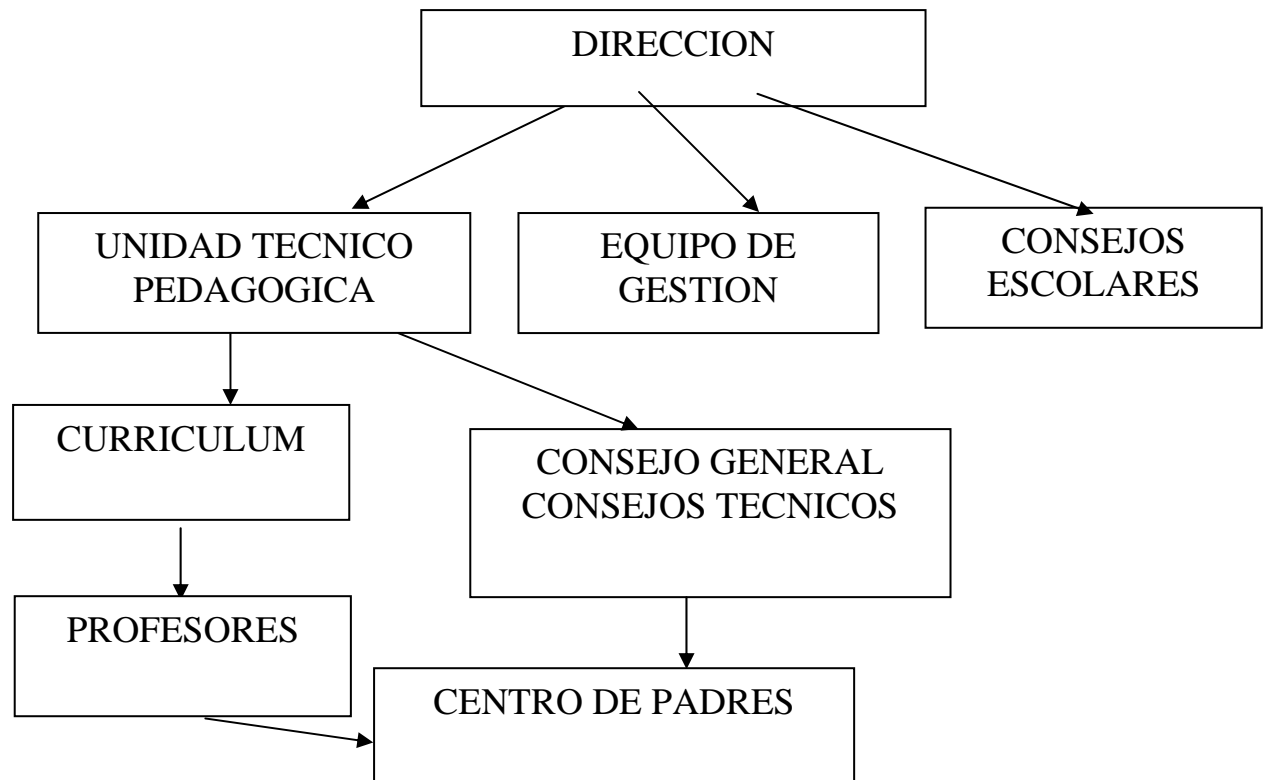 DIRECCION
UNIDAD TECNICO
PEDAGOGICA
EQUIPO DE
GESTION
CONSEJOS
ESCOLARES
CURRICULUM
CONSEJO GENERAL
CONSEJOS TECNICOS
PROFESORES
CENTRO DE PADRES